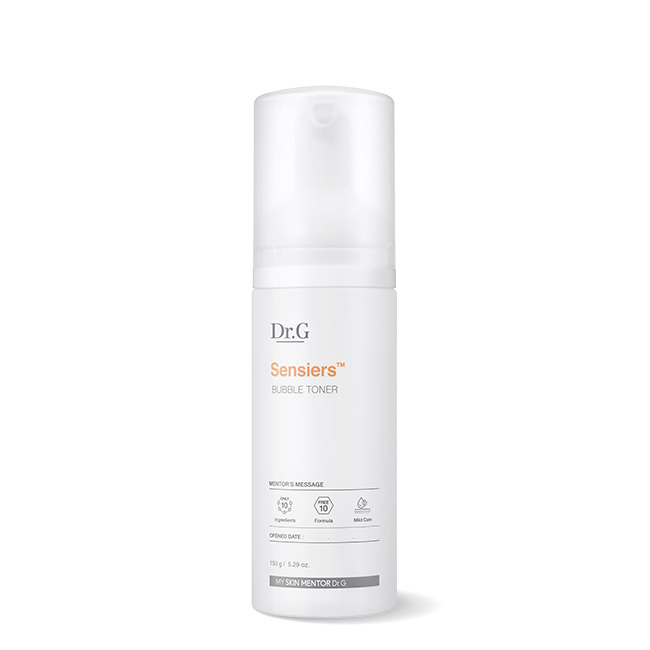 Dr.G
Sensiers™
BUBBLE TONER
MENTOR'S MESSAGE
ONLY
10
Ingredients
FREE
10
Formula
Mild Care
OPENED DATE : . .
150 g / 5.29 oz.
MY SKIN MENTOR Dr.G